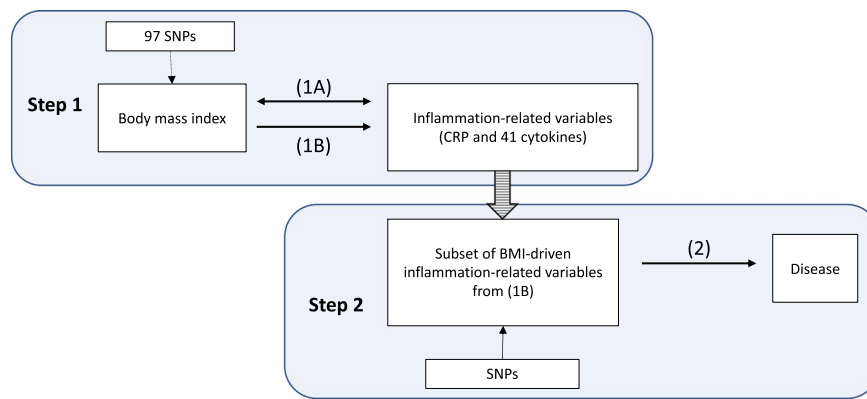 97 SNPs
Step 1
Body mass index
(1A)
(1B)
Inflammation-related variables
(CRP and 41 cytokines)
Step 2
Subset of BMI-driven
inflammation-related variables
from (1B)
(2)
Disease
SNPs